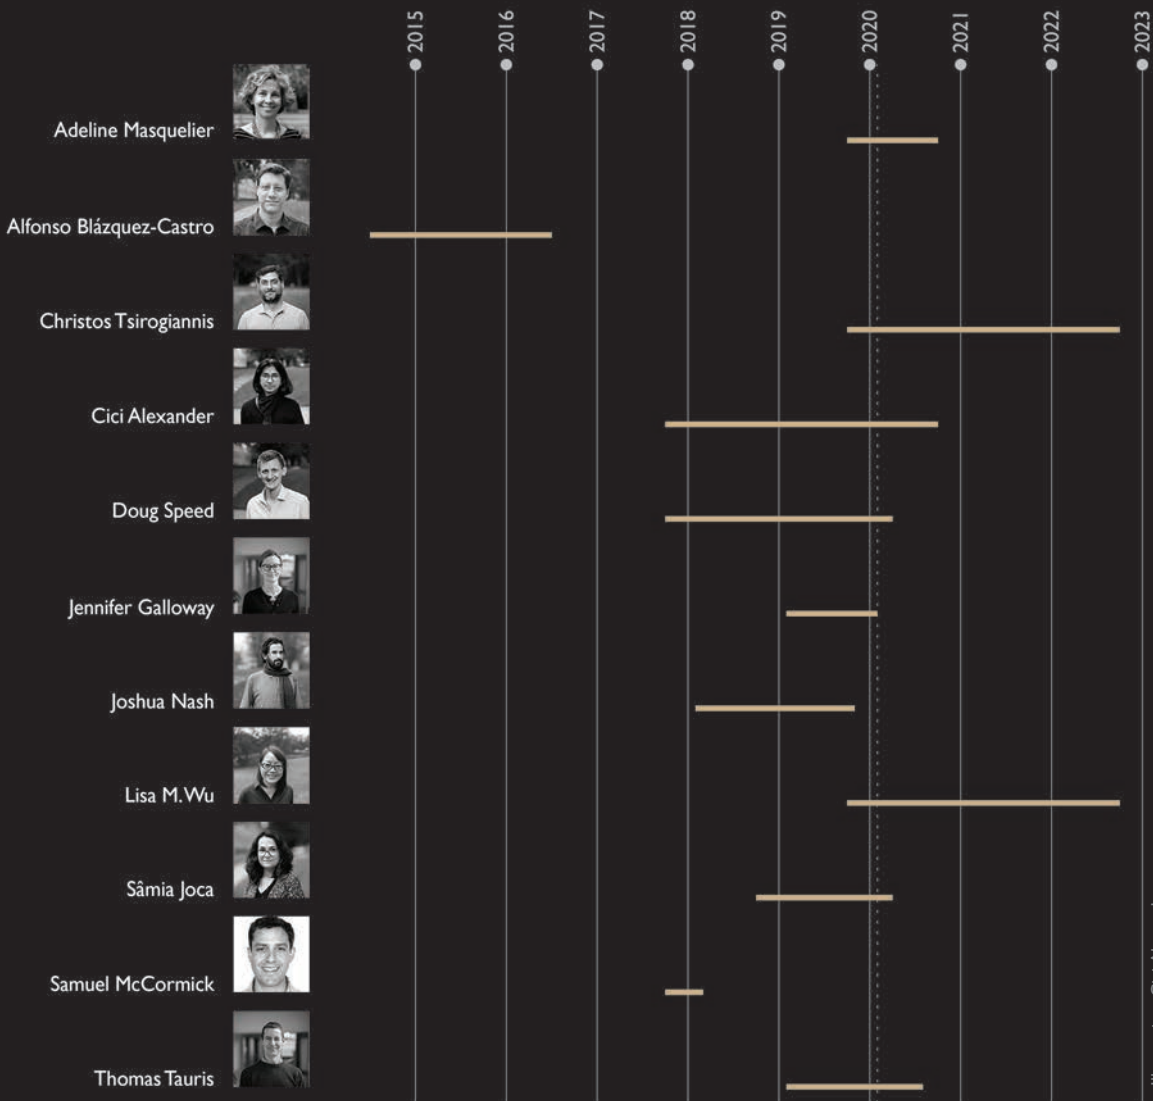 2015
2016
2017
2018
2019
2020
2021
2022
2023
Adeline Masquelier
Alfonso Blázquez-Castro
Christos Tsirogiannis
Cici Alexander
Doug Speed
Jennifer Galloway
Joshua Nash
Lisa M. Wu
Sâmia Joca
Samuel McCormick
Thomas Tauris